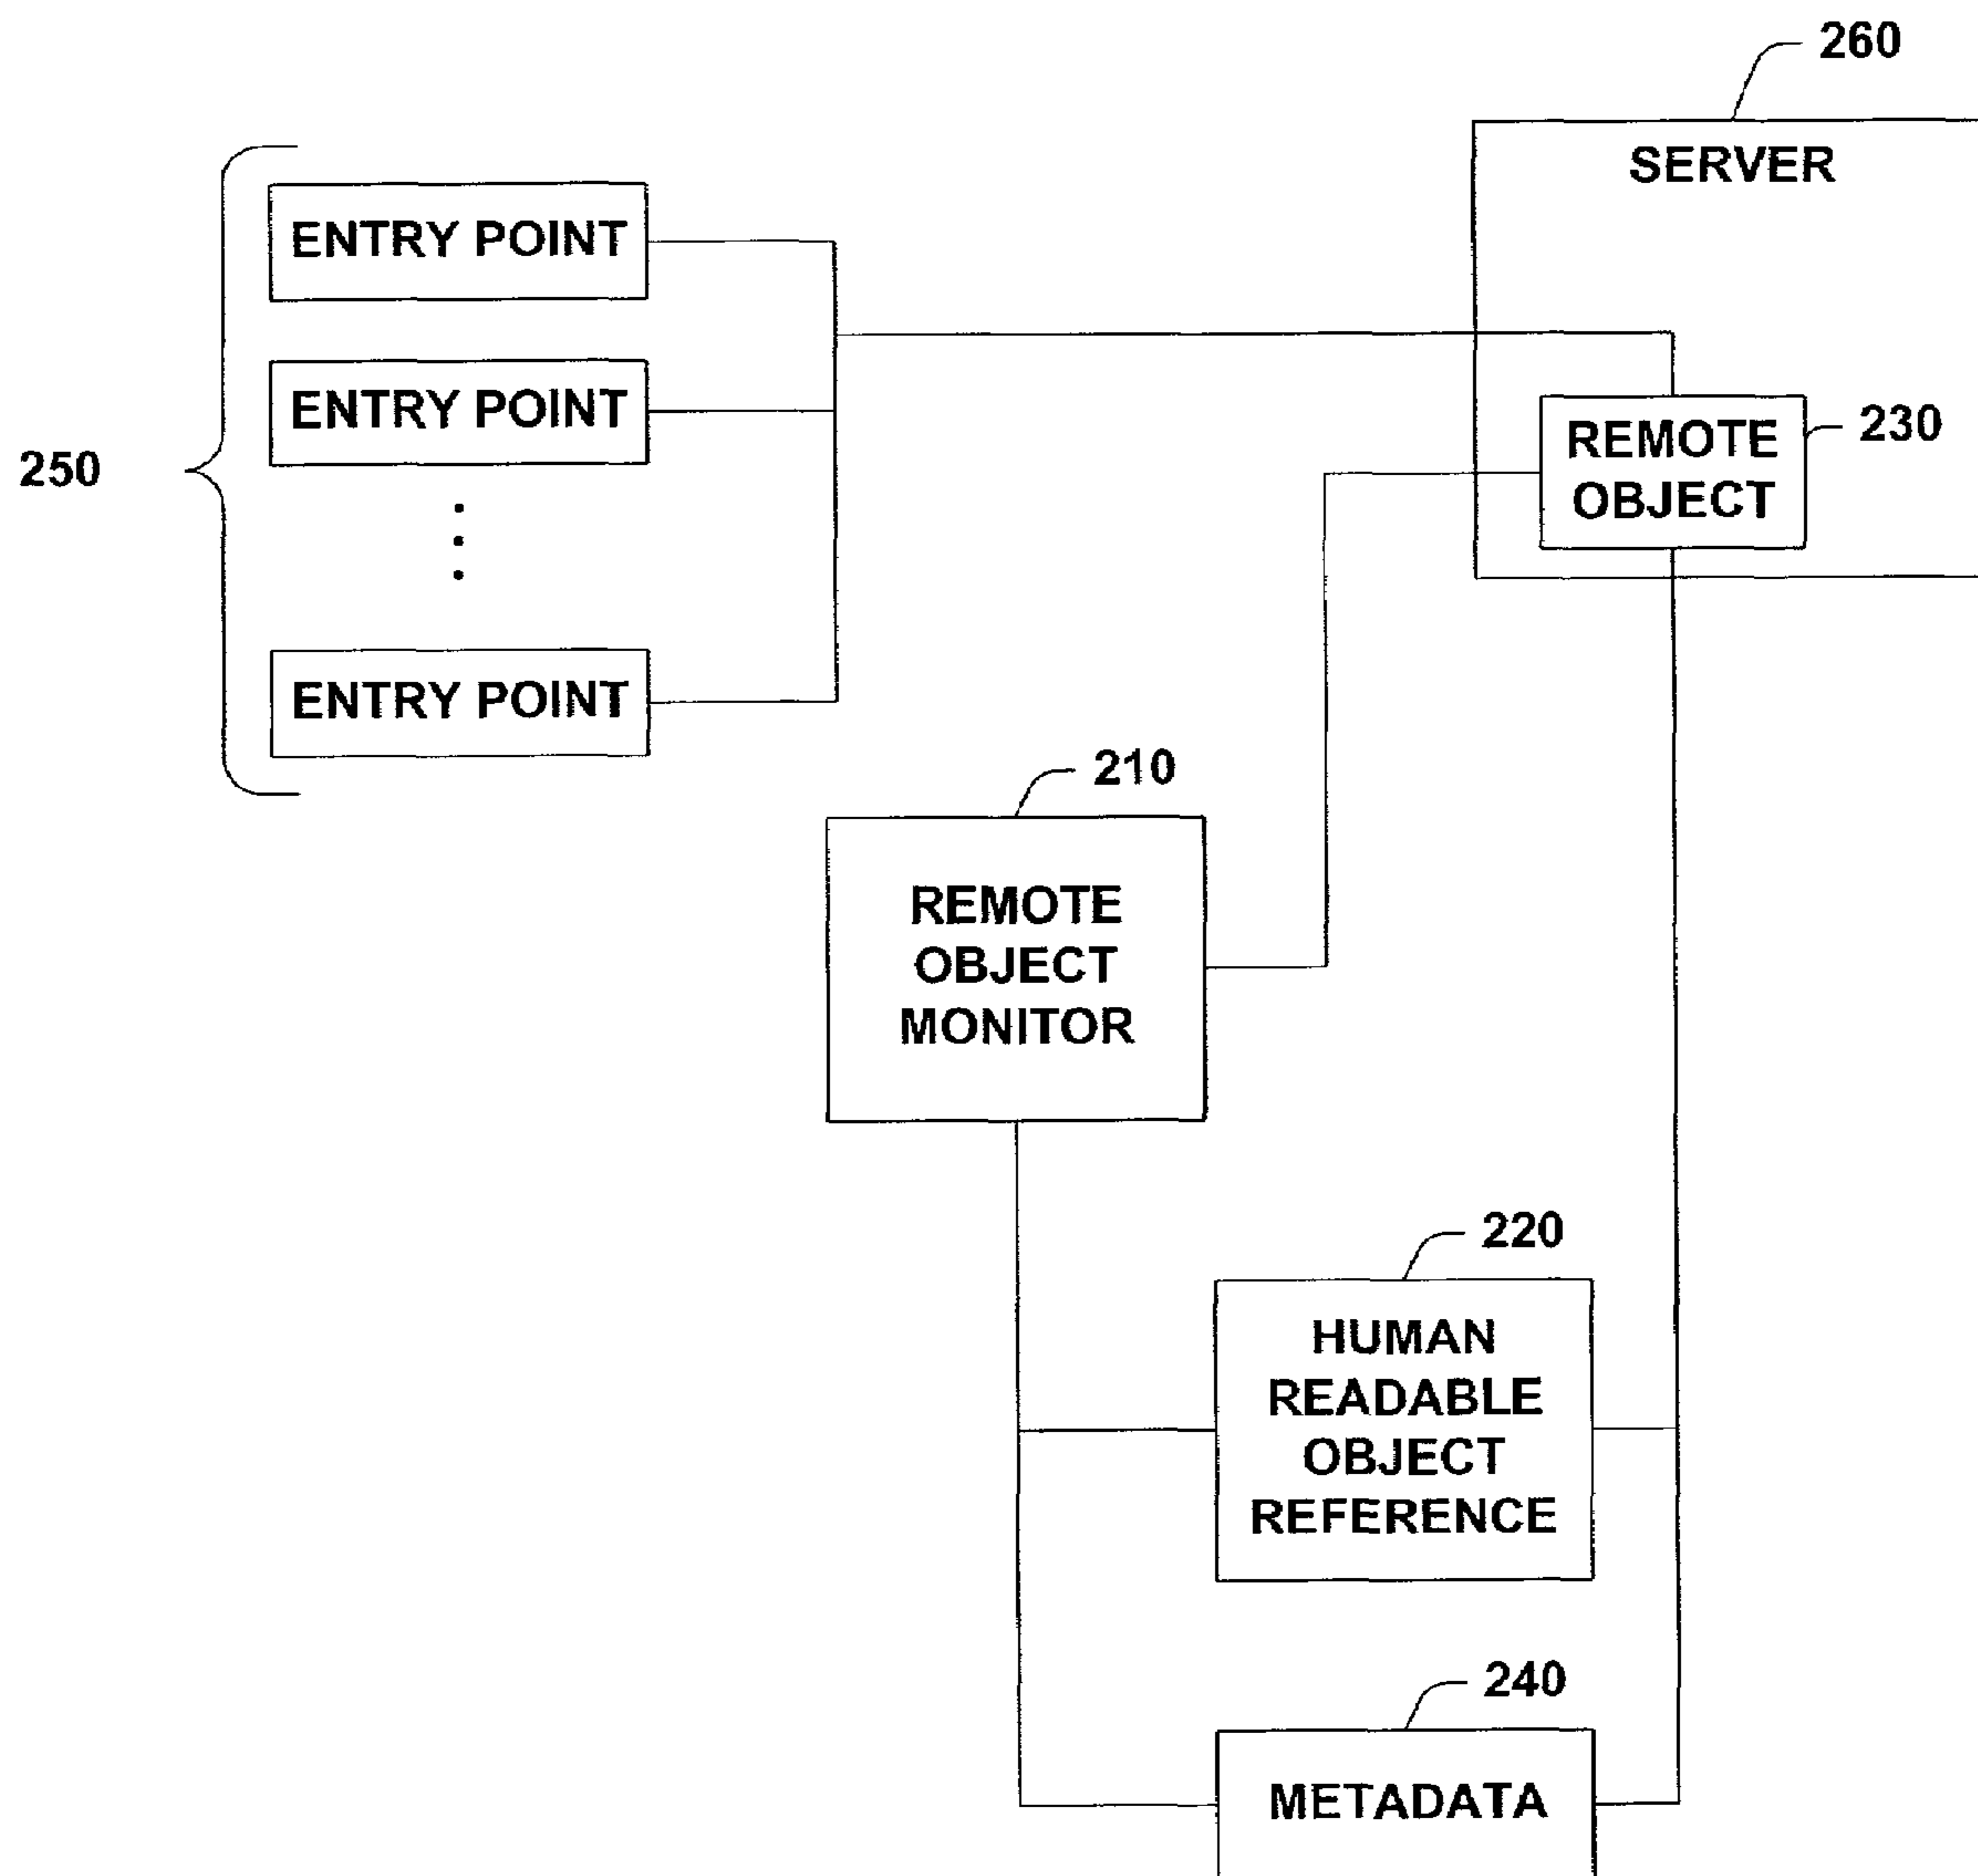 260
SERVER
ENTRY POINT
ENTRY POINT
250
REMOTE
OBJECT
230
ENTRY POINT
210
REMOTE
OBJECT
MONITOR
220
HUMAN
READABLE
OBJECT
REFERENCE
240
METADATA